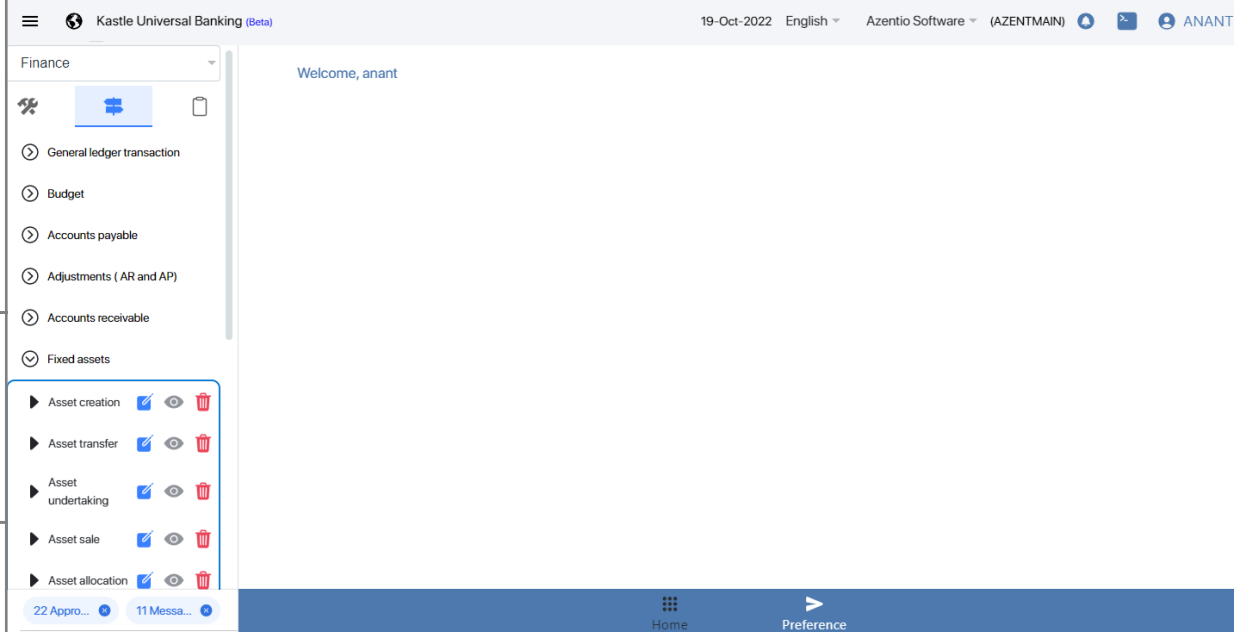 Kastle Universal Banking (Beta)
19-Oct-2022 English Azentio Software (AZENTMAIN) ANANT
Finance
Welcome, anant
General ledger transaction
Budget
Accounts payable
Adjustments ( AR and AP)
Accounts receivable
Fixed assets
Asset creation
Asset transfer
Asset
undertaking
Asset sale
Asset allocation
22 Appro... 11 Messa...
Home
Preference